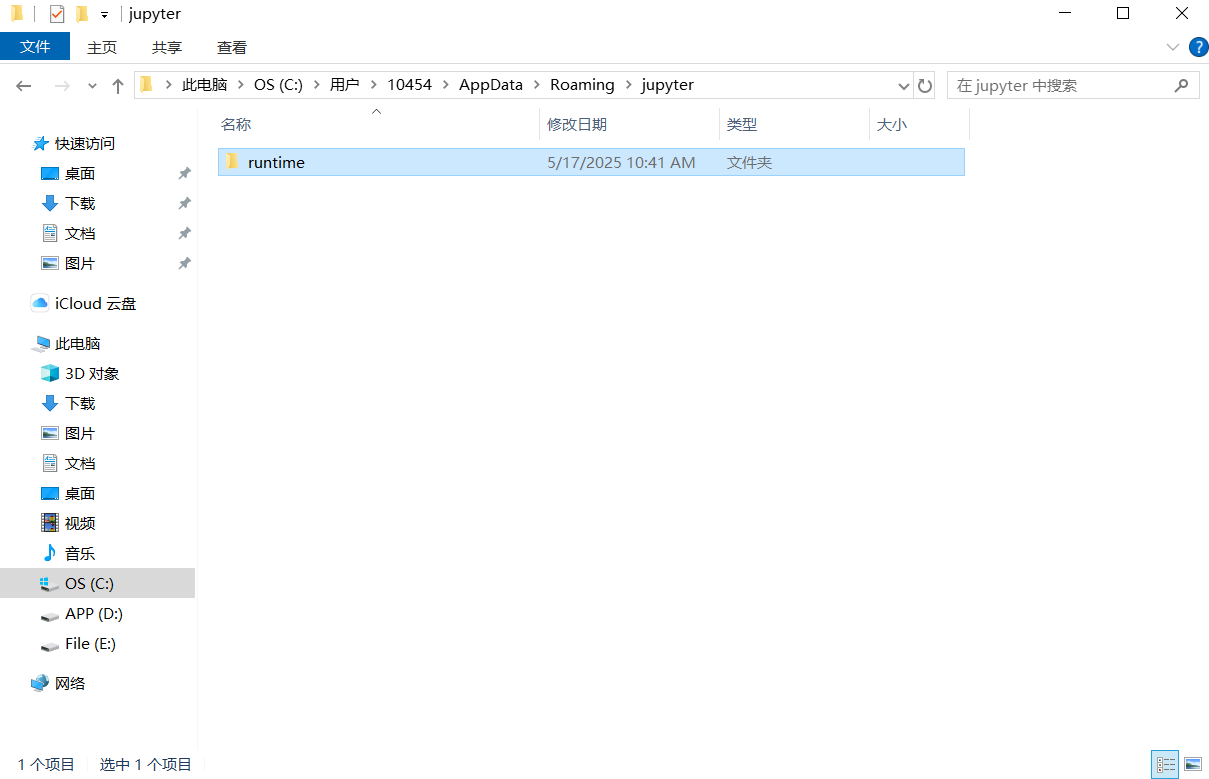 jupyter
文件 主页 共享 查看 ?
此电脑 OS (C:) 用户 10454 AppData Roaming jupyter 在 jupyter 中搜索
名称 修改日期 类型 大小
runtime 5/17/2025 10:41 AM 文件夹
快速访问
桌面
下载
文档
图片
iCloud 云盘
此电脑
3D 对象
下载
图片
文档
桌面
视频
音乐
OS (C:)
APP (D:)
File (E:)
网络
1 个项目 选中 1 个项目